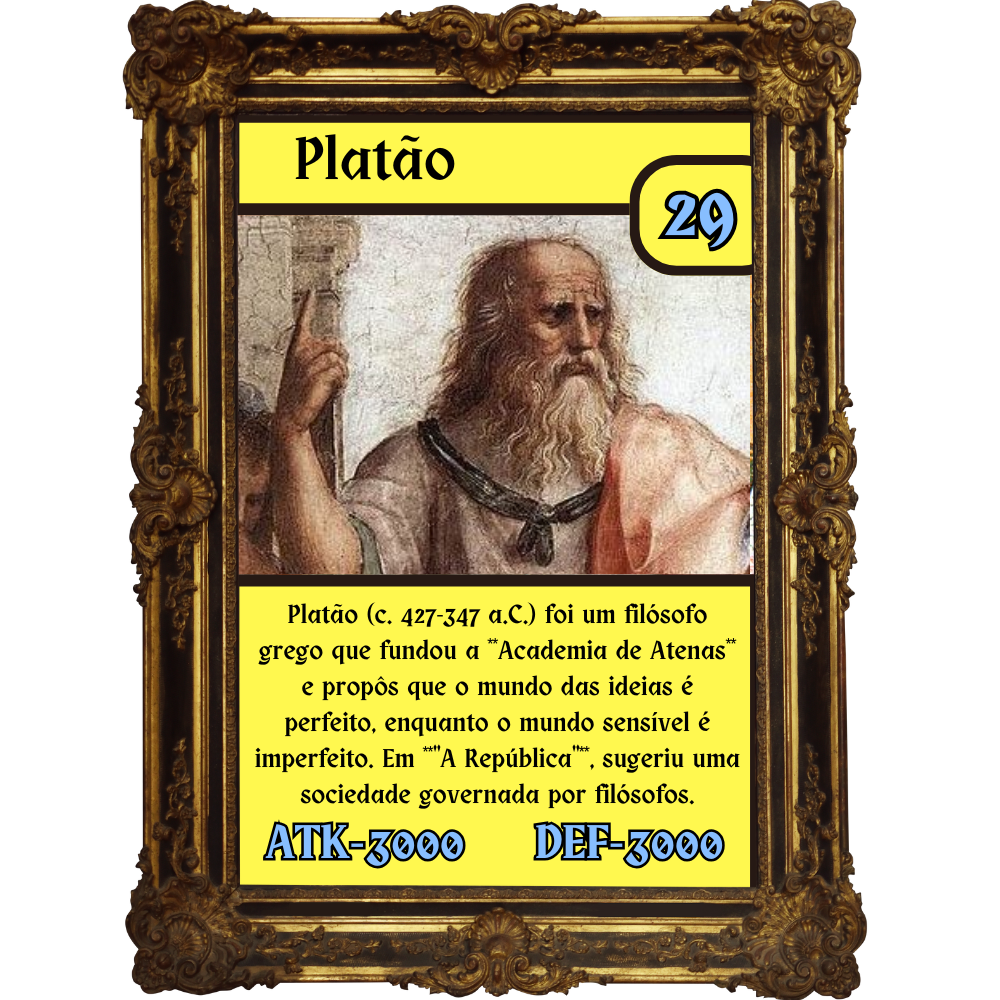 Platão
29
Platão (c. 427-347 a.C.) foi um filósofo
grego que fundou a **Academia de Atenas**
e propôs que o mundo das ideias é
perfeito, enquanto o mundo sensível é
imperfeito. Em **"A República"**, sugeriu uma
sociedade governada por filósofos.
ATK-3000 DEF-3000